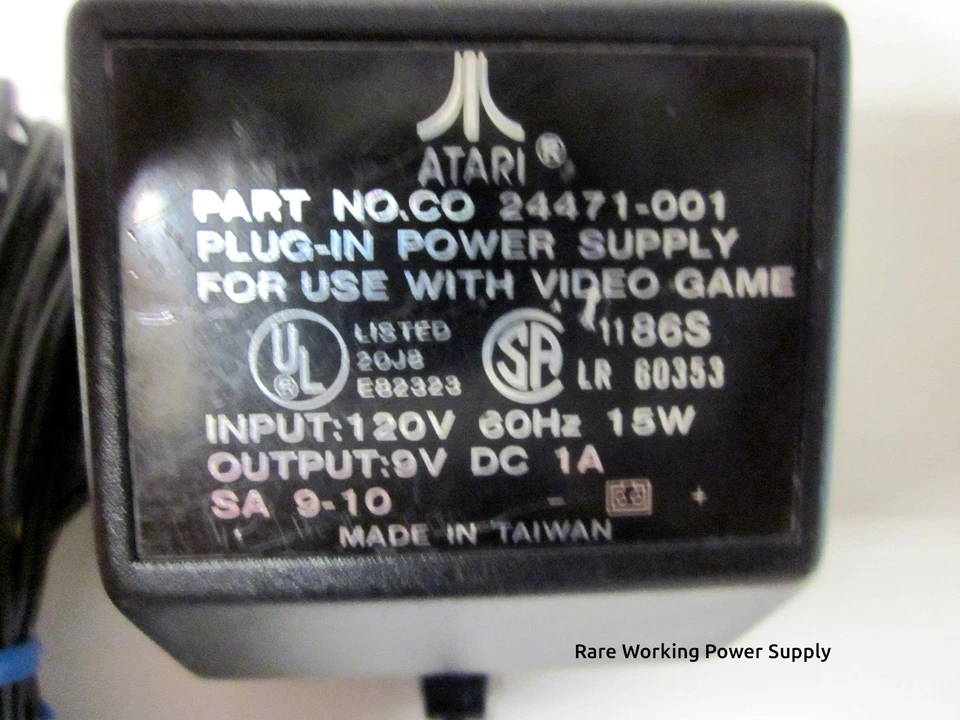 ATARI®
PART NO.CO 24471-001
PLUG-IN POWER SUPPLY
FOR USE WITH VIDEO GAME
UL® LISTED 20J8 E82323
SA 1186S
LR 60353
INPUT:120V 60Hz 15W
OUTPUT:9V DC 1A
SA 9-10 - +
MADE IN TAIWAN
Rare Working Power Supply